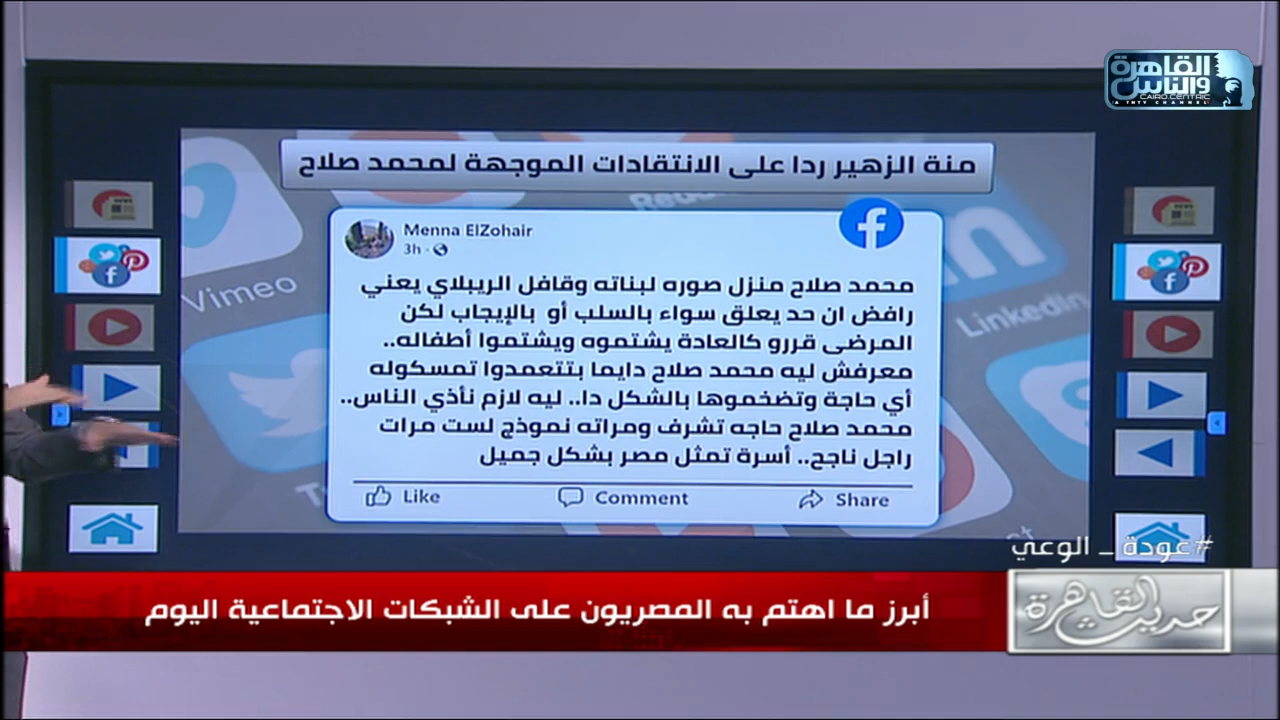 القاهرة
والناس
CAIRO.CENTRIC
A TNTV CHANNEL
منة الزهير ردا على الانتقادات الموجهة لمحمد صلاح
Menna ElZohair
3h
محمد صلاح منزل صوره لبناته وقافل الريبلاي يعني
رافض ان حد يعلق سواء بالسلب أو بالإيجاب لكن
المرضى قررو كالعادة يشتموه ويشتموا أطفاله..
معرفش ليه محمد صلاح دايما بتتعمدوا تمسكوله
أي حاجة وتضخموها بالشكل دا.. ليه لازم نأذي الناس..
محمد صلاح حاجه تشرف ومراته نموذج لست مرات
راجل ناجح.. أسرة تمثل مصر بشكل جميل
Like
Comment
Share
Vimeo
LinkedIn
NEWS
NEWS
#عودة_الوعي
حديث القاهرة
أبرز ما اهتم به المصريون على الشبكات الاجتماعية اليوم